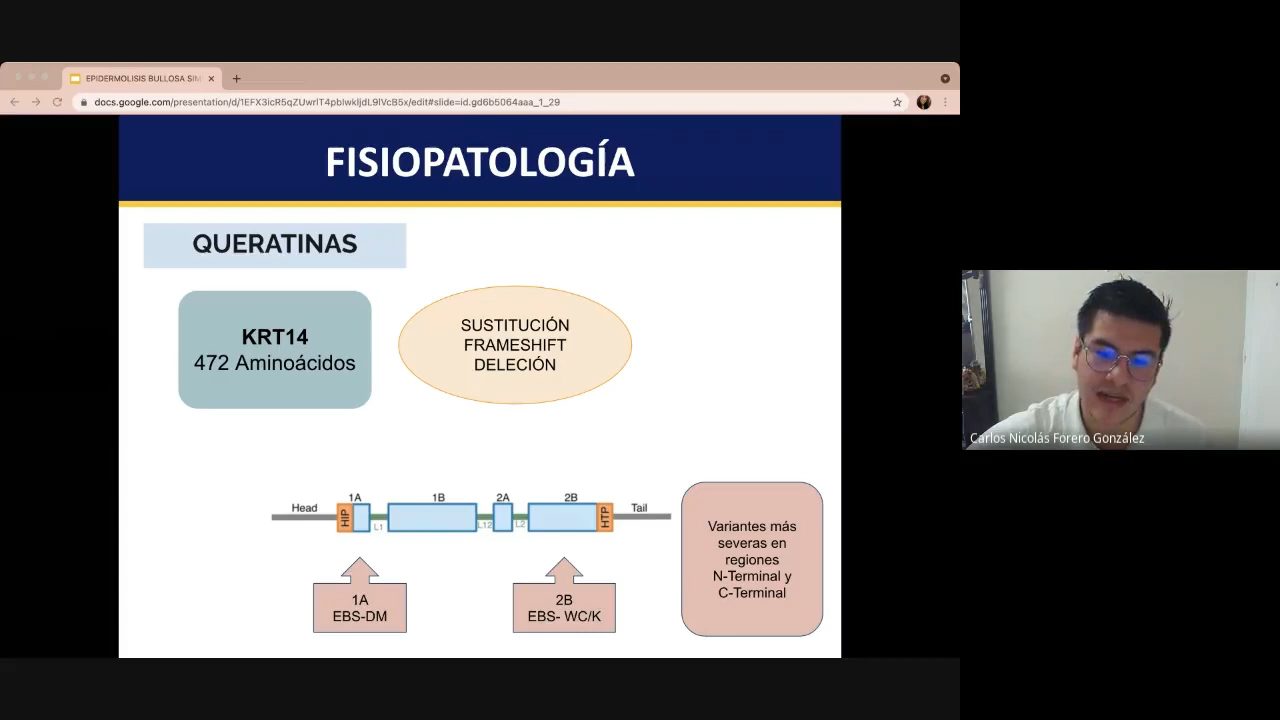 EPIDERMOLISIS BULLOSA SIM
docs.google.com/presentation/d/1EFX3icR5qZUwrlT4pblwkljdL9lVcB5x/edit#slide=id.gd6b5064aaa_1_29
FISIOPATOLOGÍA
QUERATINAS
KRT14
472 Aminoácidos
SUSTITUCIÓN
FRAMESHIFT
DELECIÓN
Head
1A
1B
2A
2B
Tail
HIP
L1
L12
L2
HTP
1A
EBS-DM
2B
EBS- WC/K
Variantes más
severas en
regiones
N-Terminal y
C-Terminal
Carlos Nicolás Forero González